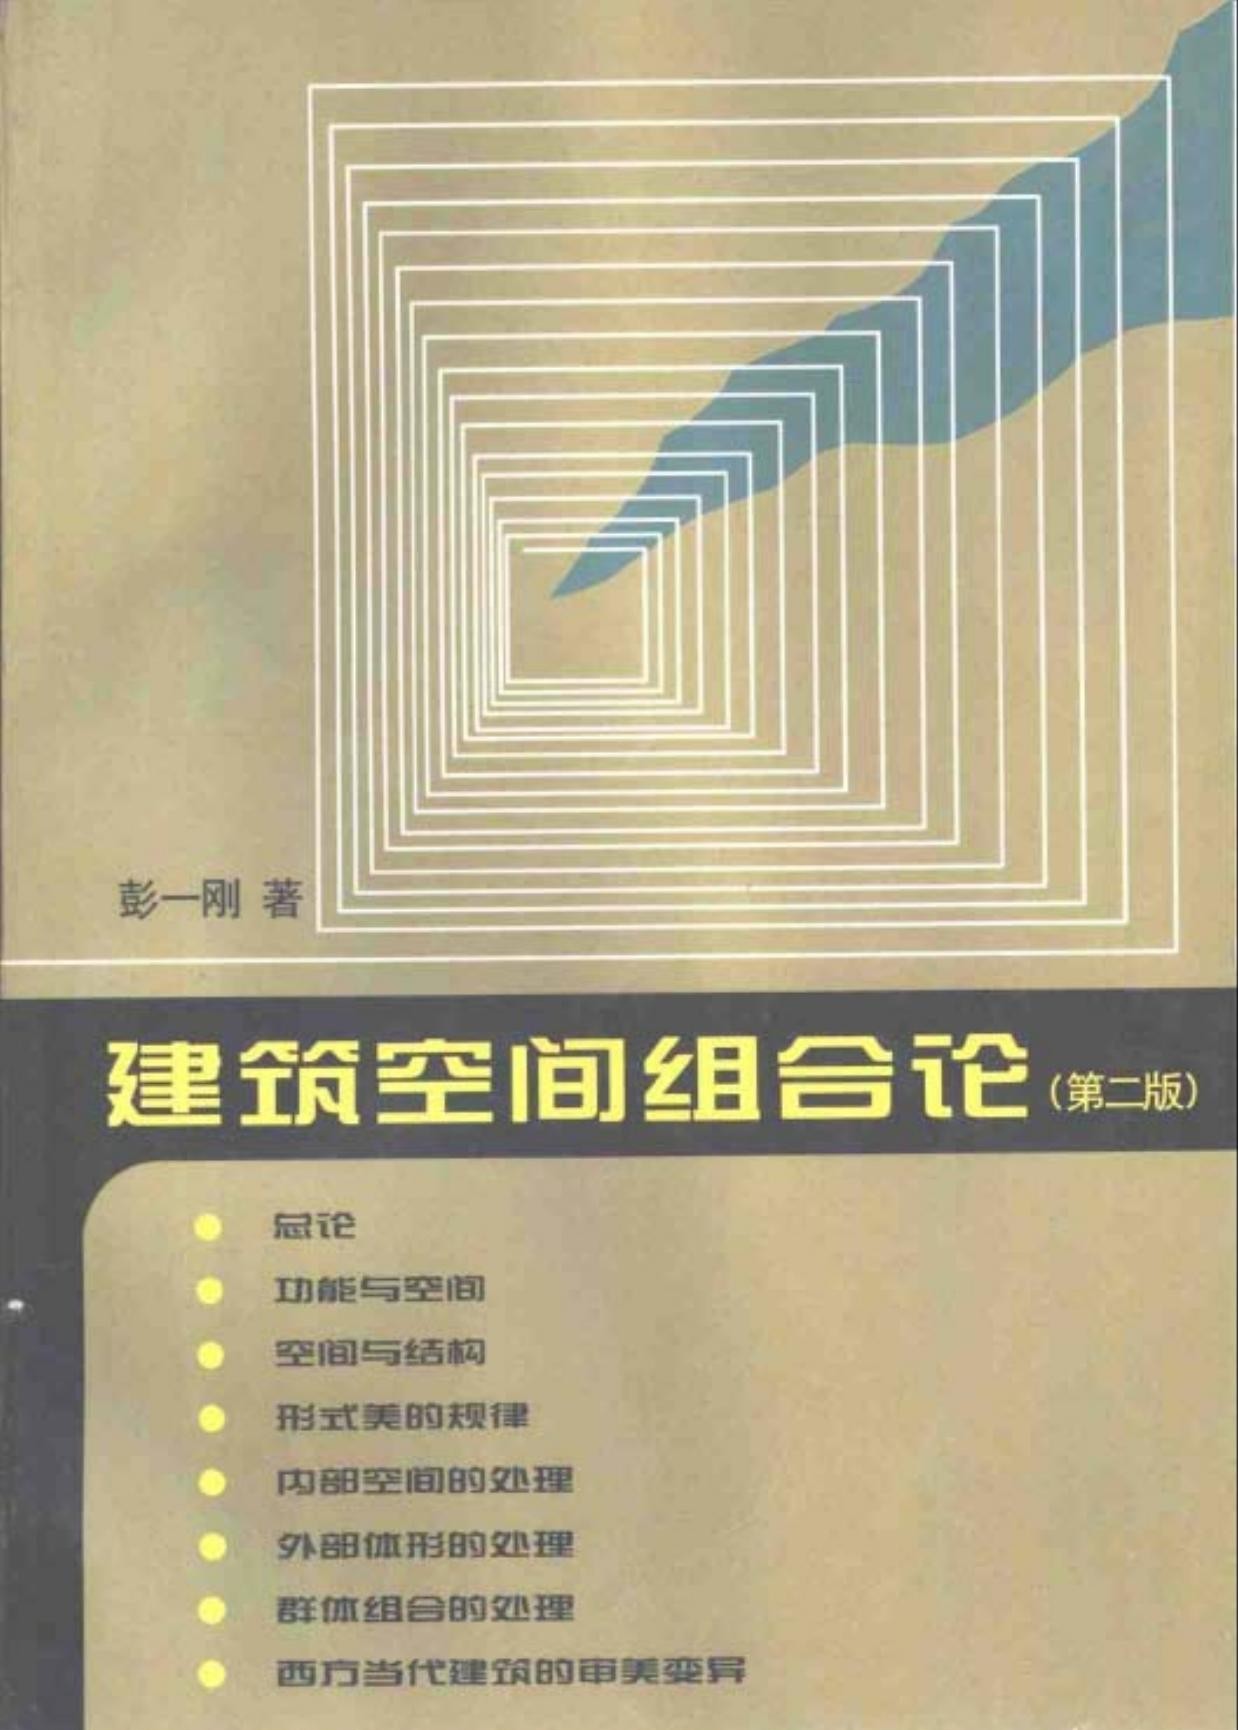 彭一刚 著
建筑空间组合论(第二版)
总论
功能与空间
空间与结构
形式美的规律
内部空间的处理
外部体形的处理
群体组合的处理
西方当代建筑的审美变异